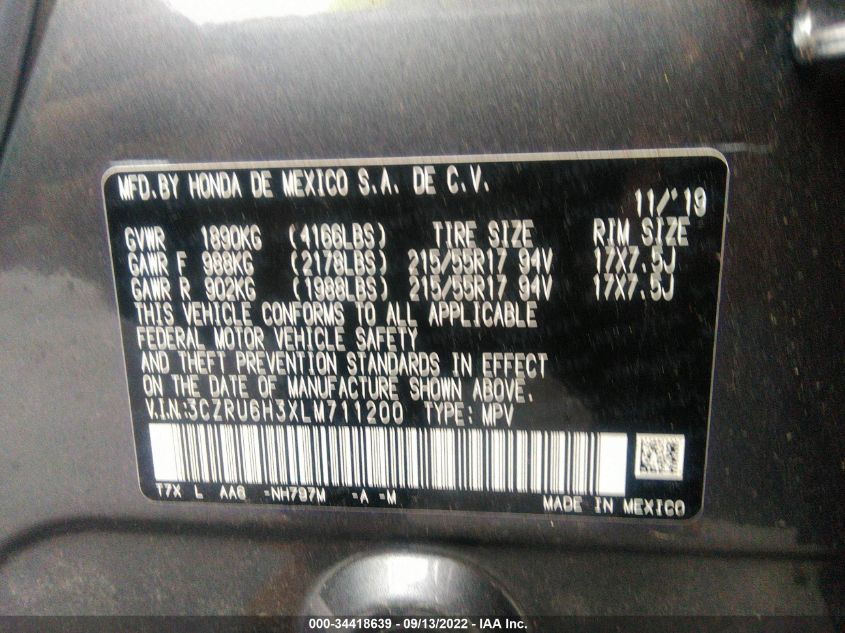 MFD.BY HONDA DE MEXICO S.A. DE C.V.
11/'19
GVWR 1890KG (4166LBS) TIRE SIZE RIM SIZE
GAWR F 988KG (2178LBS) 215/55R17 94V 17X7.5J
GAWR R 902KG (1988LBS) 215/55R17 94V 17X7.5J
THIS VEHICLE CONFORMS TO ALL APPLICABLE
FEDERAL MOTOR VEHICLE SAFETY
AND THEFT PREVENTION STANDARDS IN EFFECT
ON THE DATE OF MANUFACTURE SHOWN ABOVE.
V.I.N.:3CZRU6H3XLM711200 TYPE: MPV
T7X L AA0 -NH797M -A -M
MADE IN MEXICO
000-34418639 - 09/13/2022 - IAA Inc.